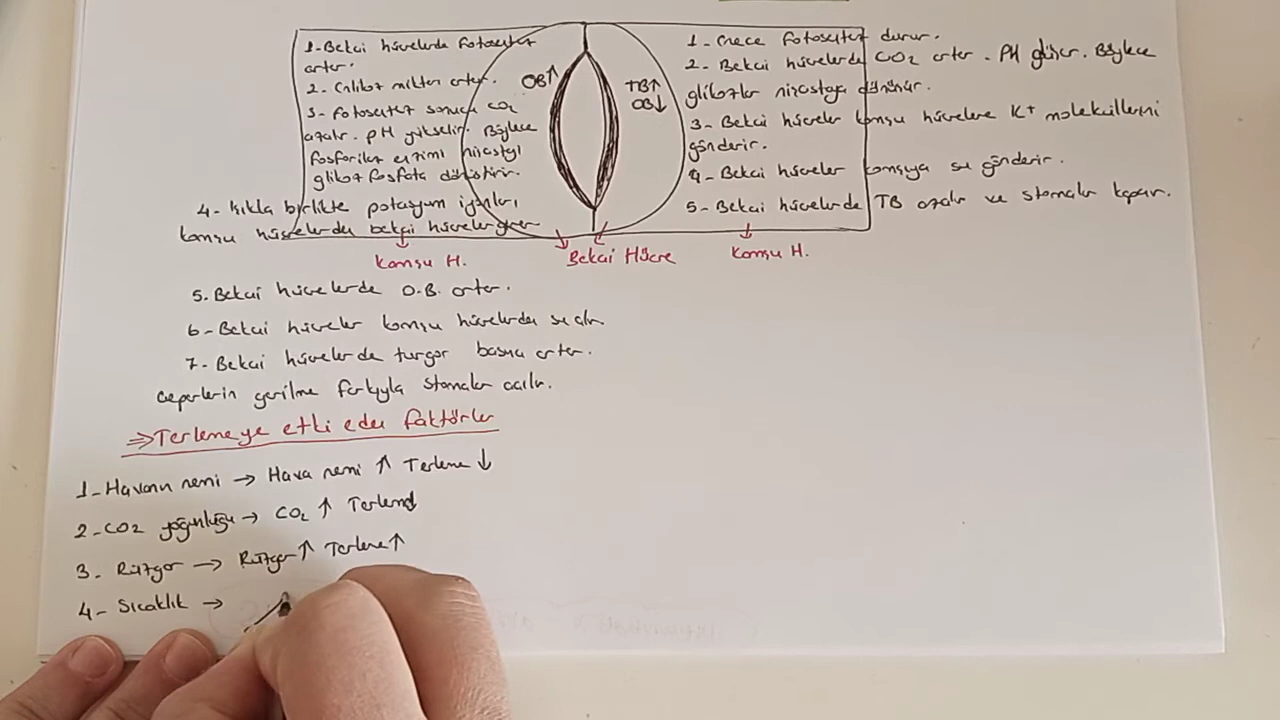 1- Bekçi hücrelerde fotosentez
artar.
2- Glikoz miktarı artar.
3- Fotosentez sonucu CO2
azalır. pH yükselir. Böylece
fosforilaz enzimi nişastayı
glikoz fosfata dönüştürür.
4- Işıkla birlikte potasyum iyonları,
komşu hücrelerden bekçi hücrelere girer
OB↑
TB↑
OB↓
1- Gece fotosentez durur.
2- Bekçi hücrelerde CO2 artar. PH düşer. Böylece
glikozlar nişastaya dönüşür.
3- Bekçi hücreler komşu hücrelere K+ moleküllerini
gönderir.
4- Bekçi hücreler komşuya su gönderir.
5- Bekçi hücrelerde TB azalır ve stomalar kapanır.
Komşu H.
Bekçi Hücre
Komşu H.
5. Bekçi hücrelerde O.B. artar.
6- Bekçi hücreler komşu hücrelerden su alır.
7- Bekçi hücrelerde turgor basıncı artar.
Çeperlerin gerilme farkıyla stomalar açılır.
⇒ Terlemeye etki eden faktörler
1- Havanın nemi → Hava nemi ↑ Terleme ↓
2- CO2 yoğunluğu → CO2 ↑ Terleme ↓
3. Rüzgar → Rüzgar ↑ Terleme ↑
4- Sıcaklık →